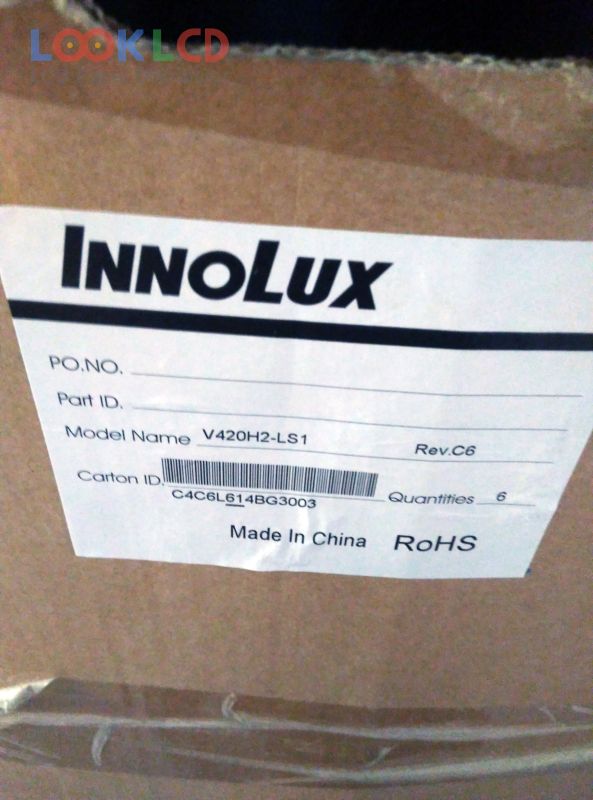 LOOKLCD
INNOLUX
PO.NO.
Part ID.
Model Name V420H2-LS1 Rev.C6
Carton ID.
C4C6L614BG3003 Quantities 6
Made In China RoHS